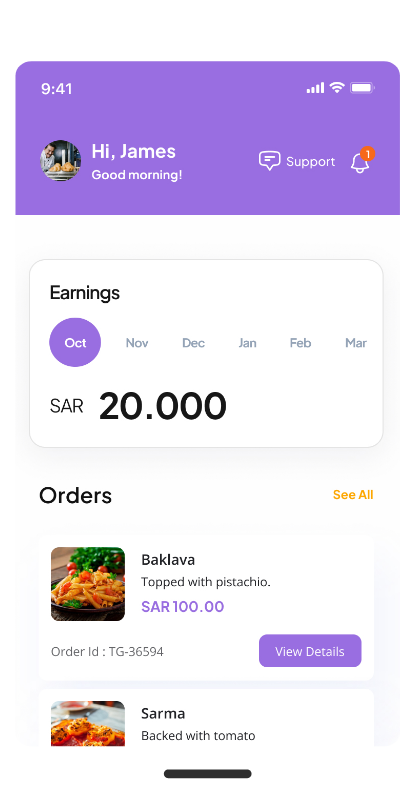 9:41
Hi, James
Good morning!
Support
1
Earnings
Oct Nov Dec Jan Feb Mar
SAR 20.000
Orders
See All
Baklava
Topped with pistachio.
SAR 100.00
Order Id : TG-36594
View Details
Sarma
Backed with tomato